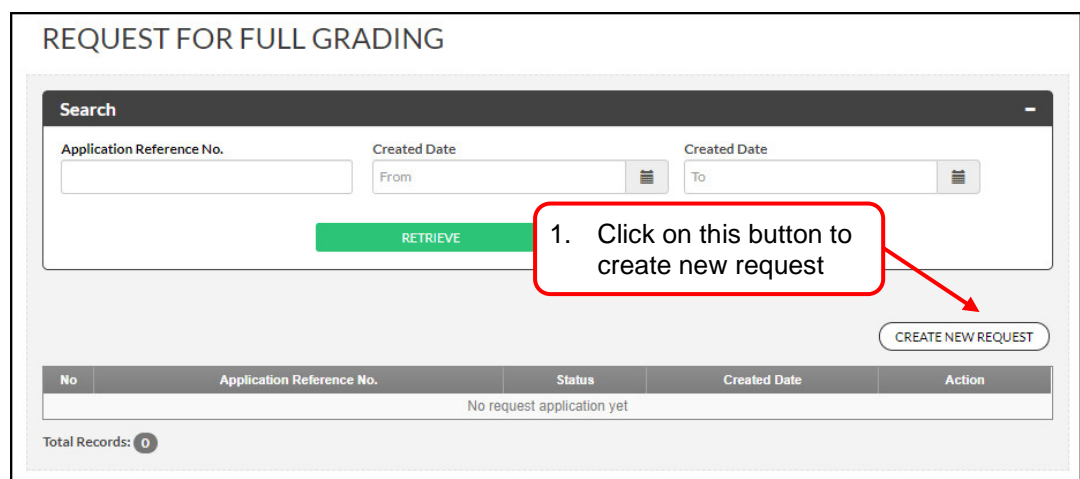 REQUEST FOR FULL GRADING
Search
Application Reference No. Created Date Created Date
From To
RETRIEVE
1. Click on this button to
create new request
CREATE NEW REQUEST
No Application Reference No. Status Created Date Action
No request application yet
Total Records: 0